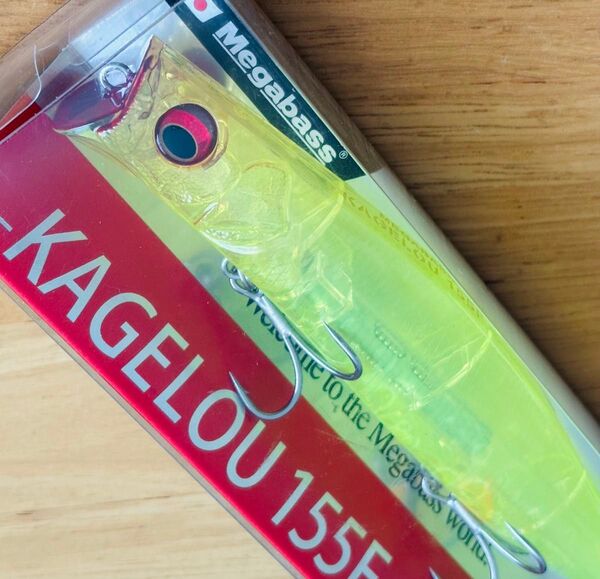 Megabass®
KAGELOU 155F
Welcome to the Megabass world.